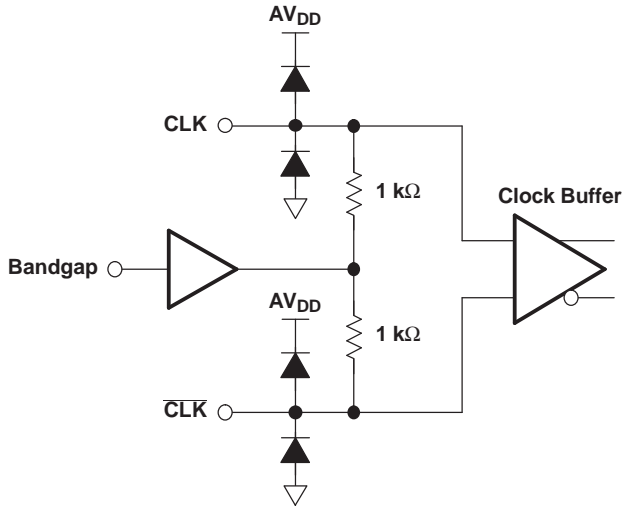 AVDD
CLK
1 kΩ
Clock Buffer
Bandgap
AVDD
1 kΩ
CLK